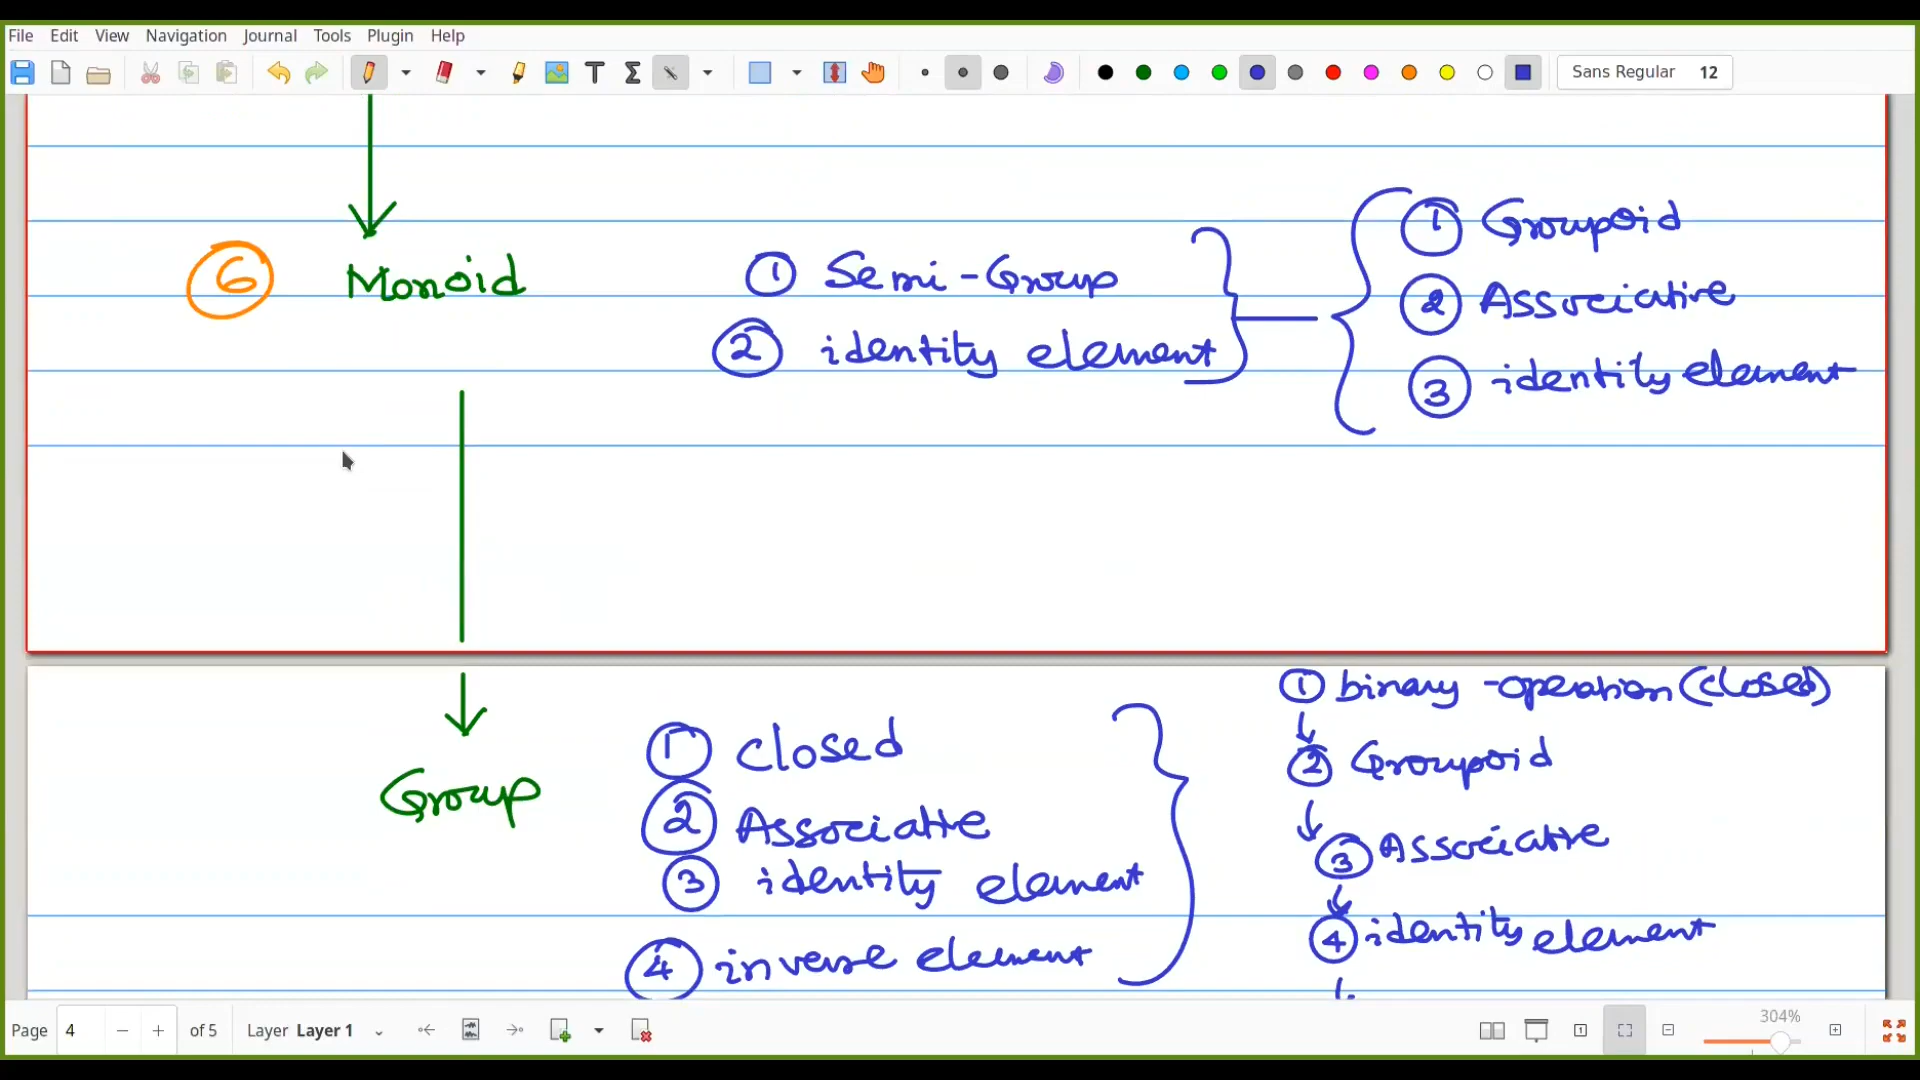 File Edit View Navigation Journal Tools Plugin Help
Sans Regular 12
6 Monoid
1 Semi-Group
2 identity element
1 Groupoid
2 Associative
3 identity element
Group
1 Closed
2 Associative
3 identity element
4 inverse element
1 binary-operation (closed)
2 Groupoid
3 Associative
4 identity element
Page 4 of 5 Layer Layer 1 304%